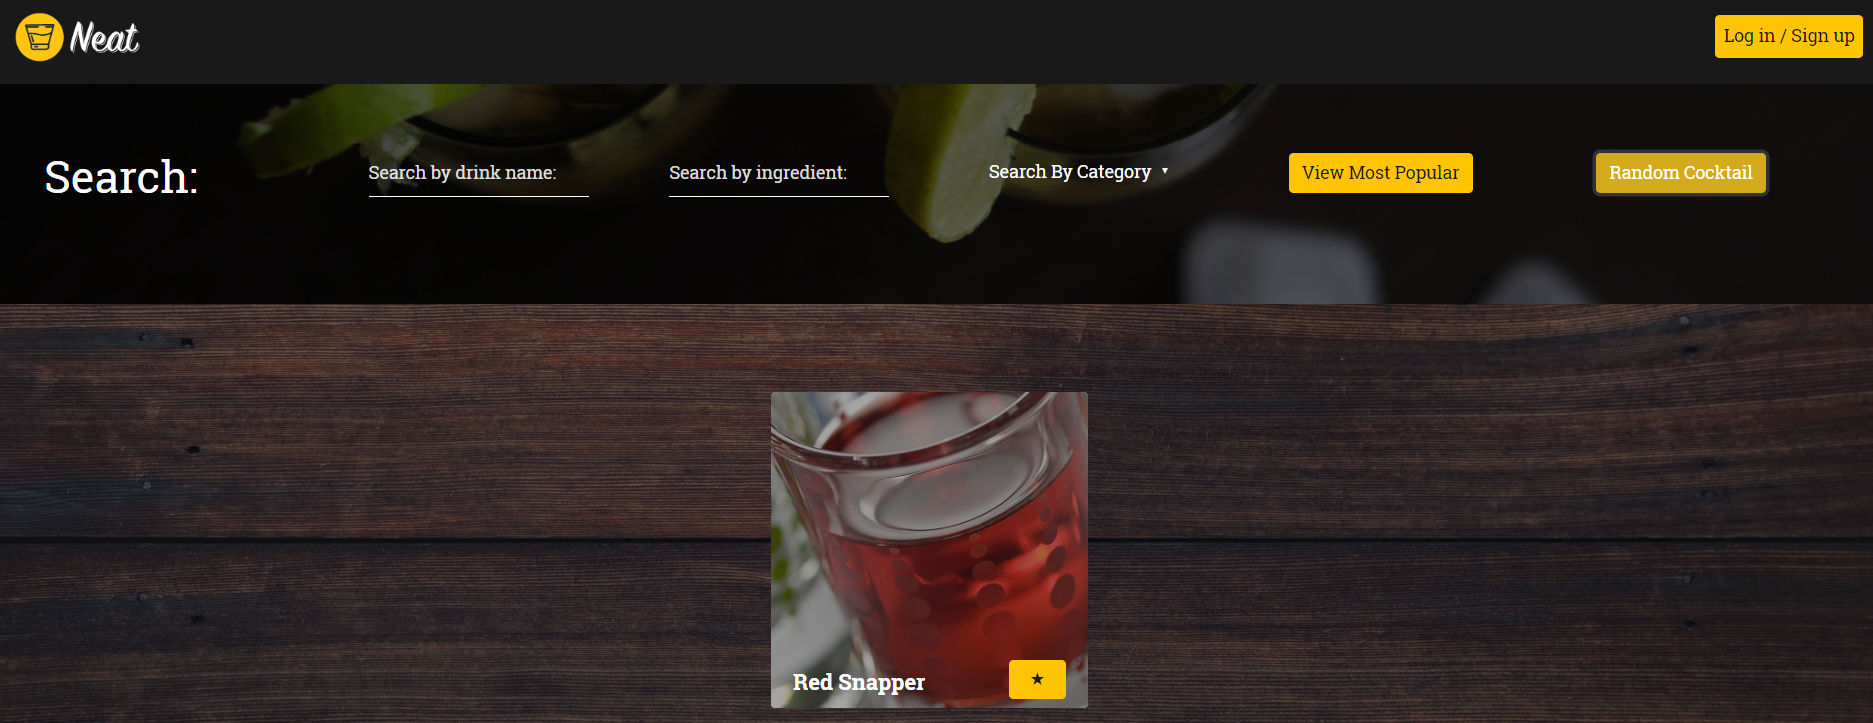 Neat
Log in / Sign up
Search:
Search by drink name:
Search by ingredient:
Search By Category ▾
View Most Popular
Random Cocktail
Red Snapper
★